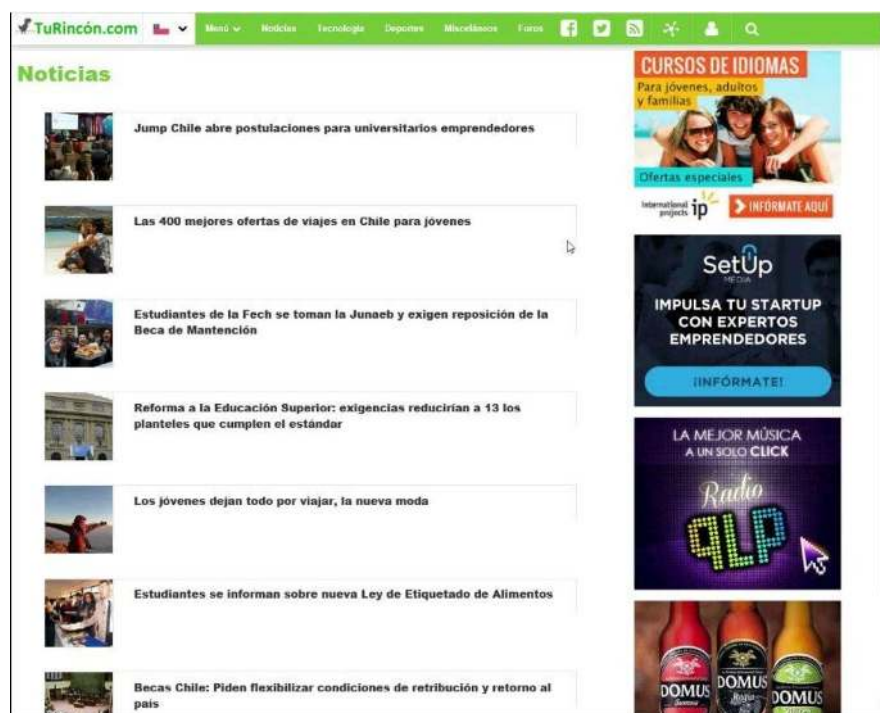 TuRincón.com
Menú
Noticias
Tecnología
Deportes
Misceláneos
Foros
Noticias
Jump Chile abre postulaciones para universitarios emprendedores
Las 400 mejores ofertas de viajes en Chile para jóvenes
Estudiantes de la Fech se toman la Junaeb y exigen reposición de la
Beca de Mantención
Reforma a la Educación Superior: exigencias reducirían a 13 los
planteles que cumplen el estándar
Los jóvenes dejan todo por viajar, la nueva moda
Estudiantes se informan sobre nueva Ley de Etiquetado de Alimentos
Becas Chile: Piden flexibilizar condiciones de retribución y retorno al
país
CURSOS DE IDIOMAS
Para jóvenes, adultos
y familias
Ofertas especiales
International
projects
ip
INFÓRMATE AQUÍ
SetUp
MEDIA
IMPULSA TU STARTUP
CON EXPERTOS
EMPRENDEDORES
¡INFÓRMATE!
LA MEJOR MÚSICA
A UN SOLO CLICK
Radio
QLP
DOMUS
DOMUS
DOMUS